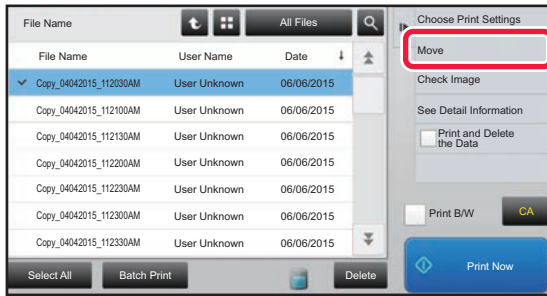 File Name
All Files
File Name User Name Date
Copy_04042015_112030AM User Unknown 06/06/2015
Copy_04042015_112100AM User Unknown 06/06/2015
Copy_04042015_112130AM User Unknown 06/06/2015
Copy_04042015_112200AM User Unknown 06/06/2015
Copy_04042015_112230AM User Unknown 06/06/2015
Copy_04042015_112300AM User Unknown 06/06/2015
Copy_04042015_112330AM User Unknown 06/06/2015
Select All Batch Print Delete
Choose Print Settings
Move
Check Image
See Detail Information
Print and Delete
the Data
Print B/W CA
Print Now